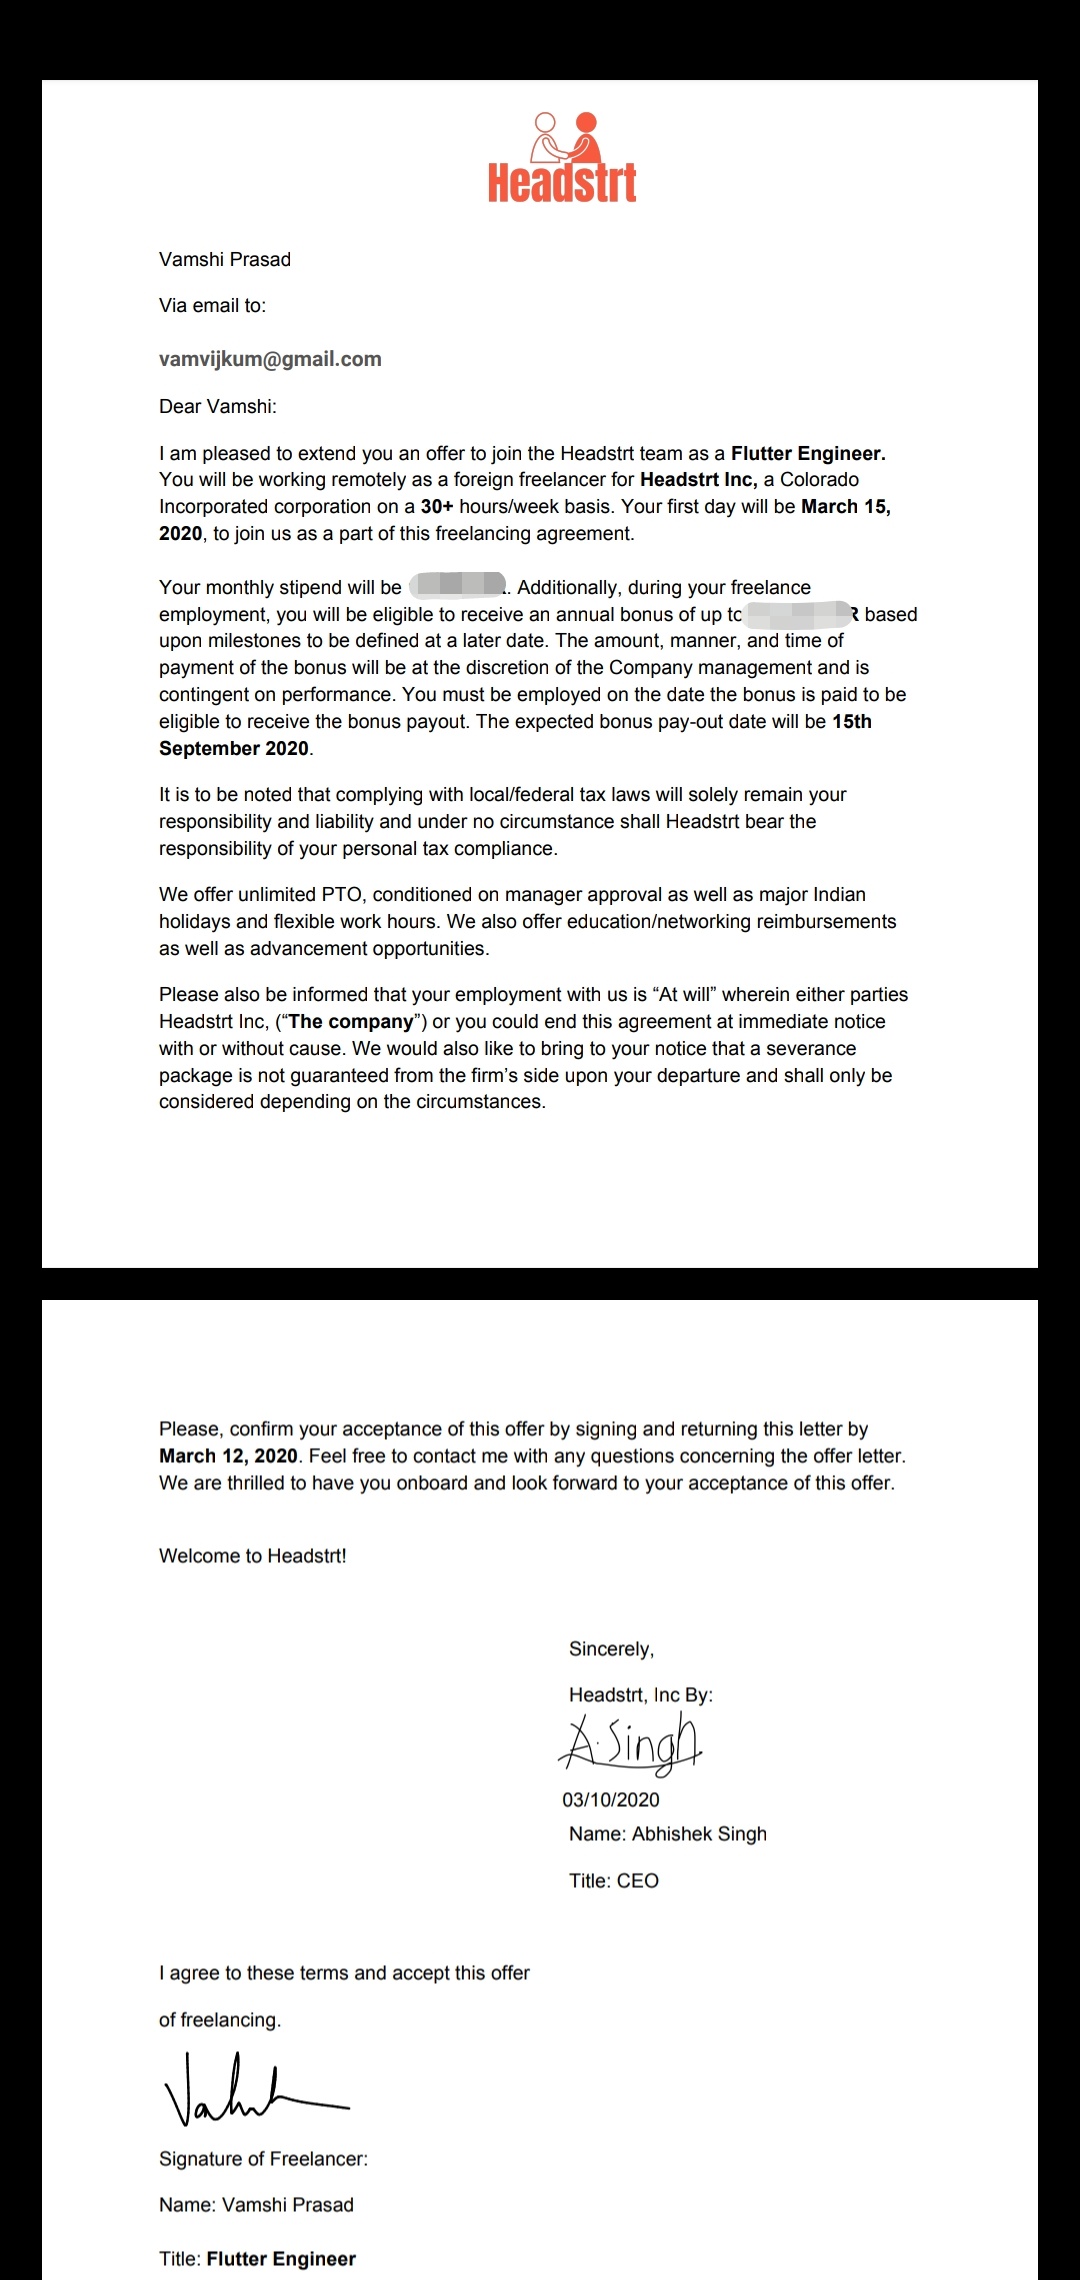 Headstrt
Vamshi Prasad
Via email to:
vamvijkum@gmail.com
Dear Vamshi:
I am pleased to extend you an offer to join the Headstrt team as a Flutter Engineer.
You will be working remotely as a foreign freelancer for Headstrt Inc, a Colorado
Incorporated corporation on a 30+ hours/week basis. Your first day will be March 15,
2020, to join us as a part of this freelancing agreement.
Your monthly stipend will be . Additionally, during your freelance
employment, you will be eligible to receive an annual bonus of up to based
upon milestones to be defined at a later date. The amount, manner, and time of
payment of the bonus will be at the discretion of the Company management and is
contingent on performance. You must be employed on the date the bonus is paid to be
eligible to receive the bonus payout. The expected bonus pay-out date will be 15th
September 2020.
It is to be noted that complying with local/federal tax laws will solely remain your
responsibility and liability and under no circumstance shall Headstrt bear the
responsibility of your personal tax compliance.
We offer unlimited PTO, conditioned on manager approval as well as major Indian
holidays and flexible work hours. We also offer education/networking reimbursements
as well as advancement opportunities.
Please also be informed that your employment with us is “At will” wherein either parties
Headstrt Inc, (“The company”) or you could end this agreement at immediate notice
with or without cause. We would also like to bring to your notice that a severance
package is not guaranteed from the firm’s side upon your departure and shall only be
considered depending on the circumstances.
Please, confirm your acceptance of this offer by signing and returning this letter by
March 12, 2020. Feel free to contact me with any questions concerning the offer letter.
We are thrilled to have you onboard and look forward to your acceptance of this offer.
Welcome to Headstrt!
Sincerely,
Headstrt, Inc By:
A. Singh
03/10/2020
Name: Abhishek Singh
Title: CEO
I agree to these terms and accept this offer
of freelancing.
Signature of Freelancer:
Name: Vamshi Prasad
Title: Flutter Engineer